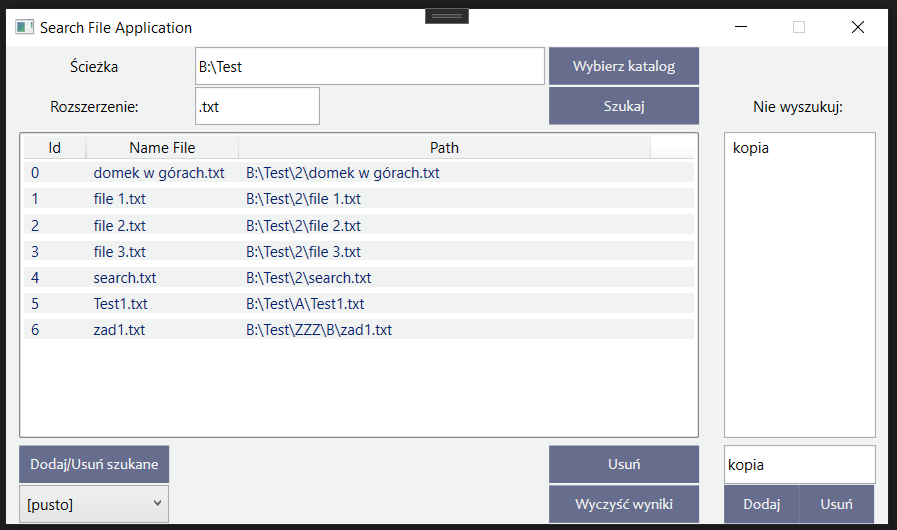 Search File Application
Ścieżka
B:\Test
Wybierz katalog
Rozszerzenie:
.txt
Szukaj
Nie wyszukuj:
Id Name File Path
0 domek w górach.txt B:\Test\2\domek w górach.txt
1 file 1.txt B:\Test\2\file 1.txt
2 file 2.txt B:\Test\2\file 2.txt
3 file 3.txt B:\Test\2\file 3.txt
4 search.txt B:\Test\2\search.txt
5 Test1.txt B:\Test\A\Test1.txt
6 zad1.txt B:\Test\ZZZ\B\zad1.txt
kopia
Dodaj/Usuń szukane
Usuń
kopia
[pusto]
Wyczyść wyniki
Dodaj
Usuń